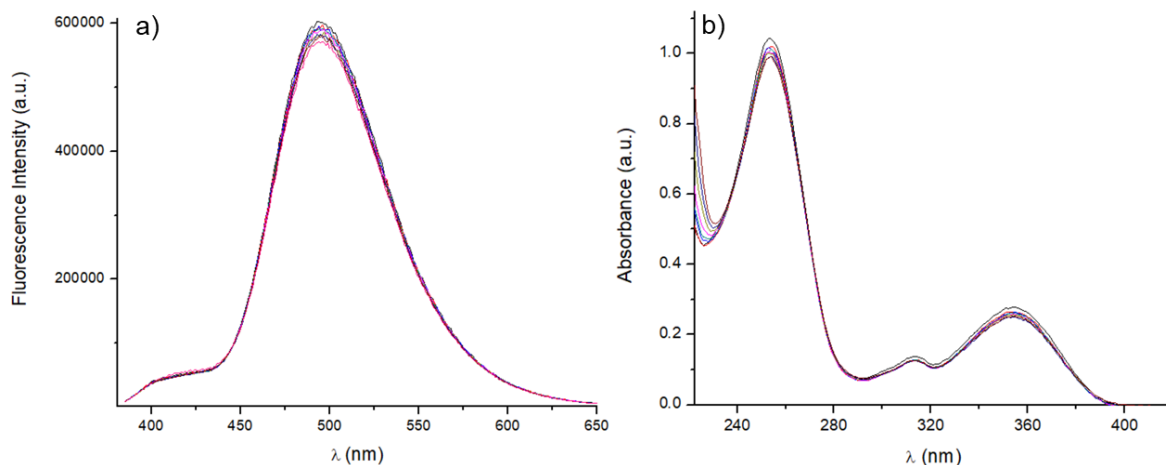 a)
Fluorescence Intensity (a.u.)
600000
400000
200000
400 450 500 550 600 650
λ (nm)
b)
Absorbance (a.u.)
1.0
0.8
0.6
0.4
0.2
0.0
240 280 320 360 400
λ (nm)